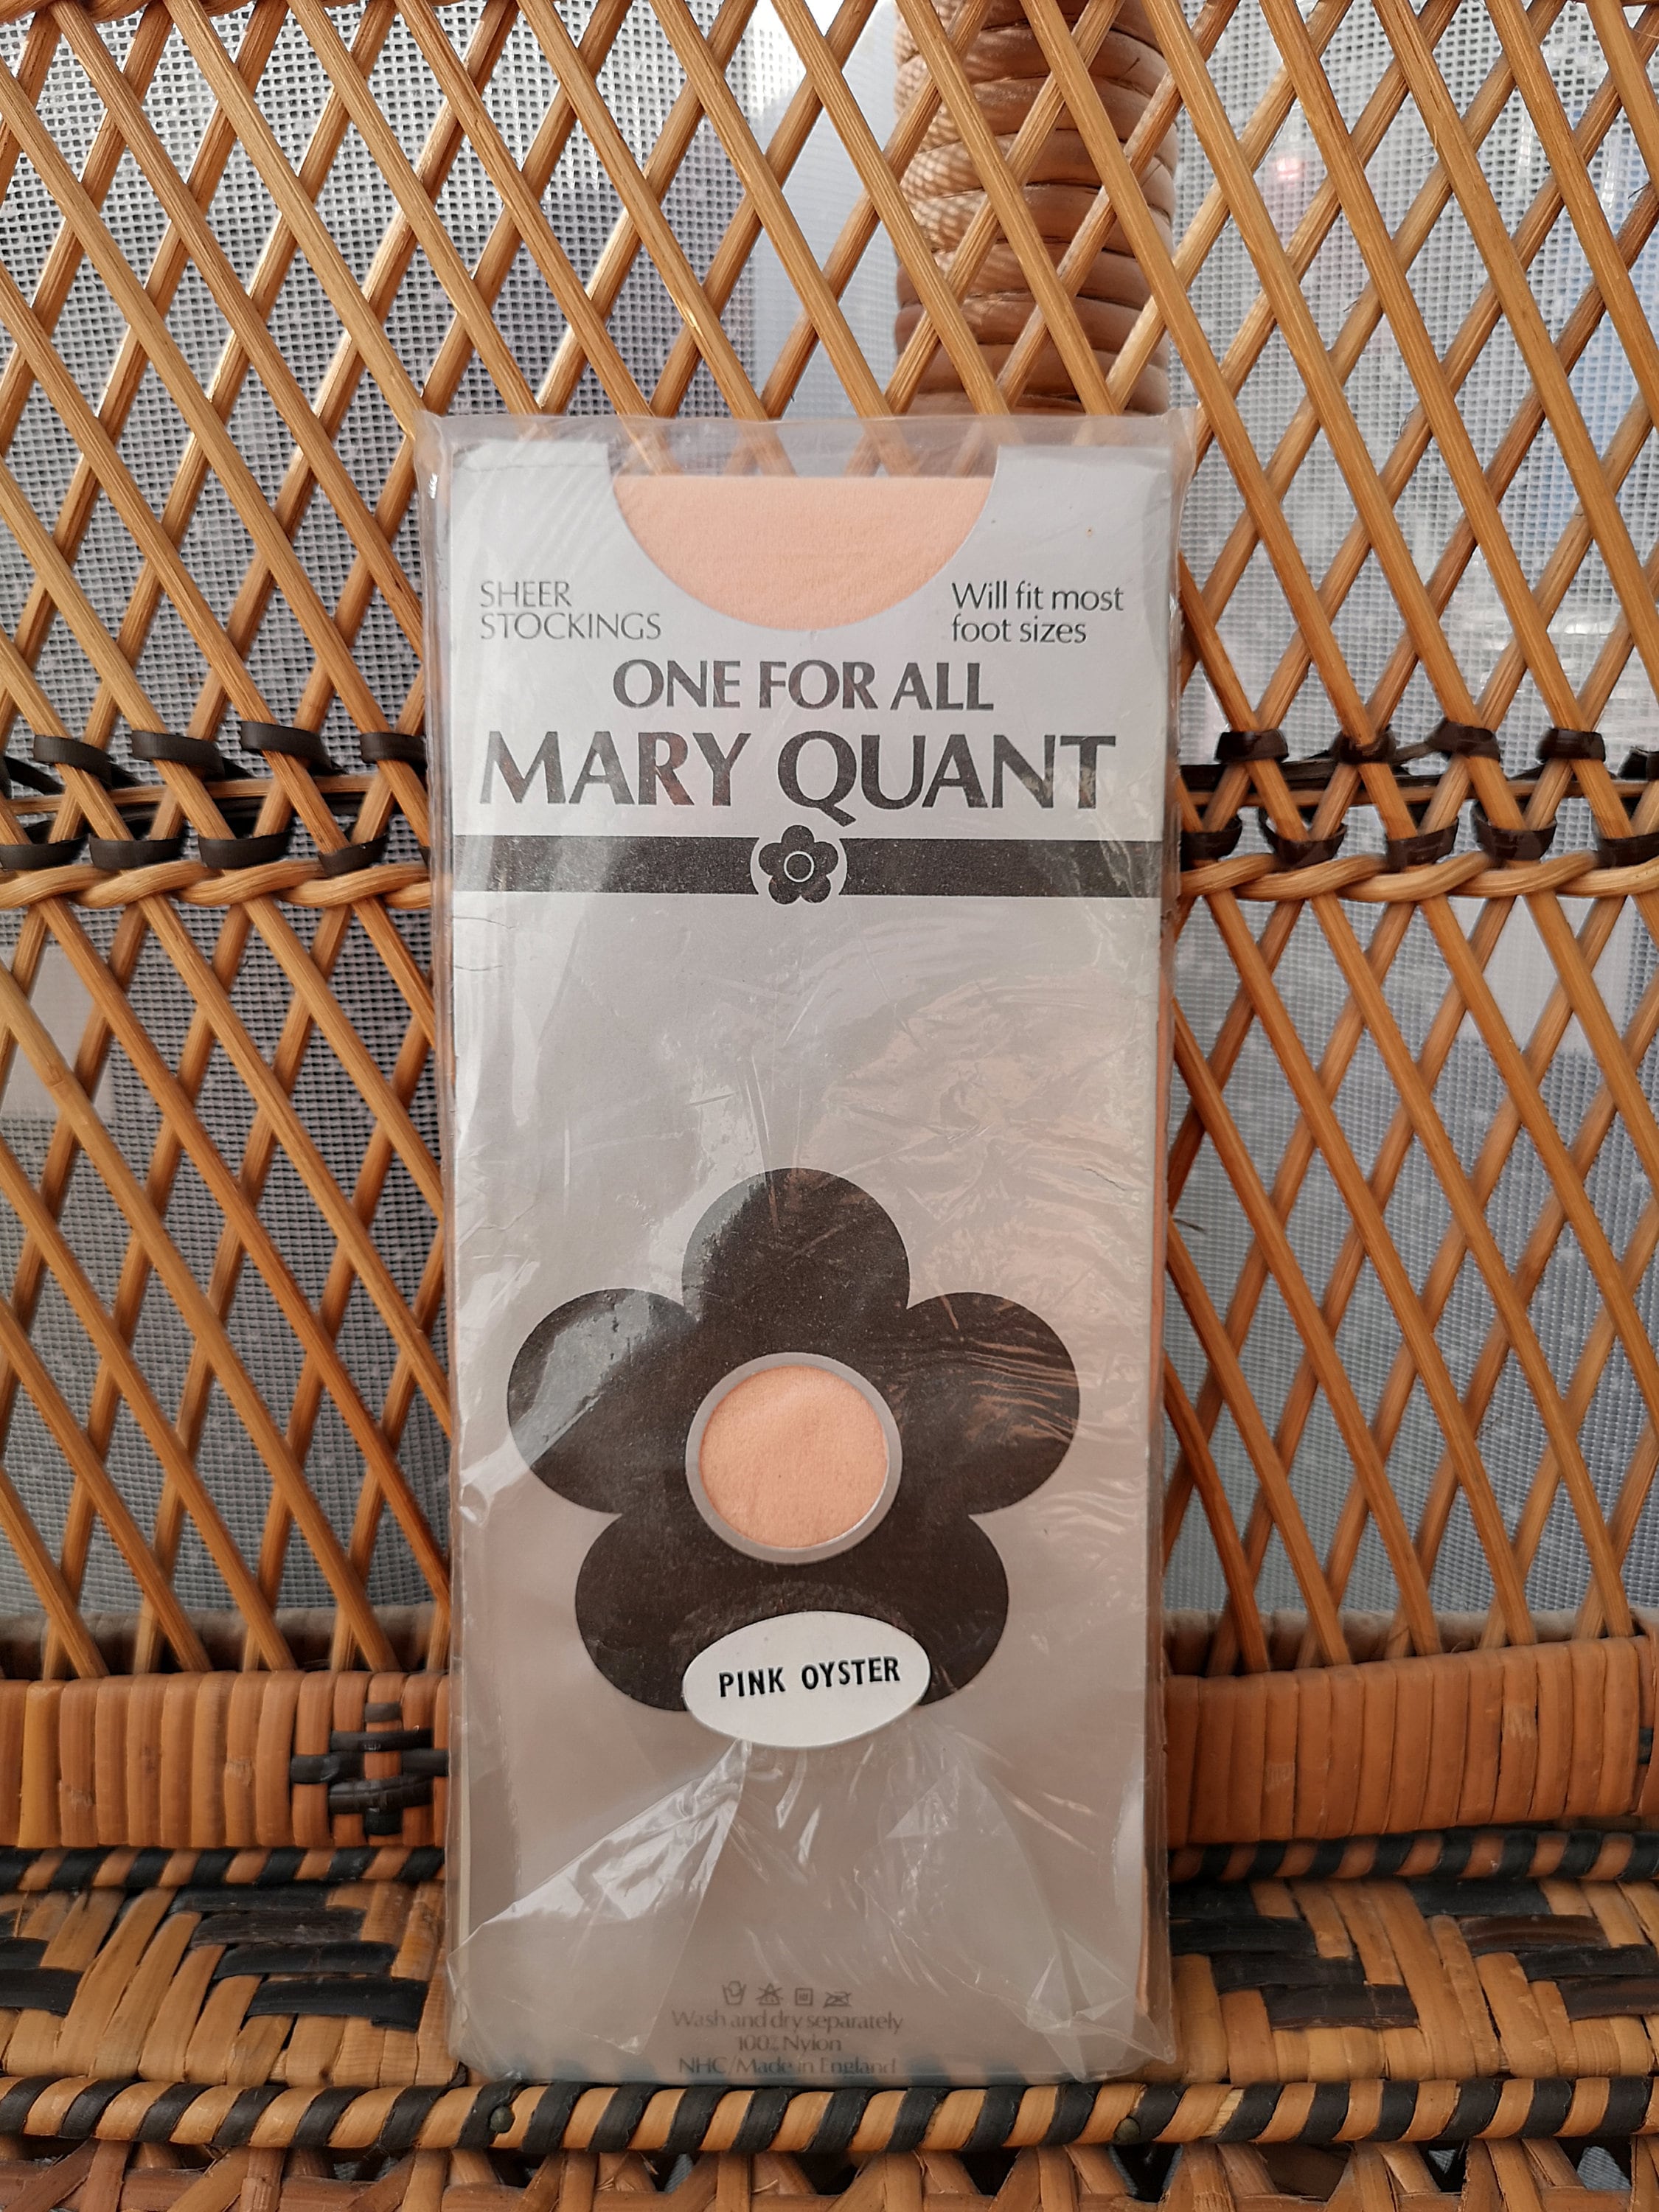 SHEER
STOCKINGS
Will fit most
foot sizes
ONE FOR ALL
MARY QUANT
PINK OYSTER
Wash and dry separately
100% Nylon
NHC/Made in England